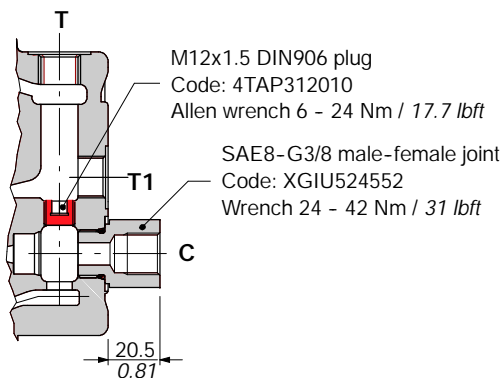 T
M12x1.5 DIN906 plug
Code: 4TAP312010
Allen wrench 6 - 24 Nm / 17.7 lbft
SAE8-G3/8 male-female joint
T1
Code: XGIU524552
Wrench 24 - 42 Nm / 31 lbft
C
20.5
0.81